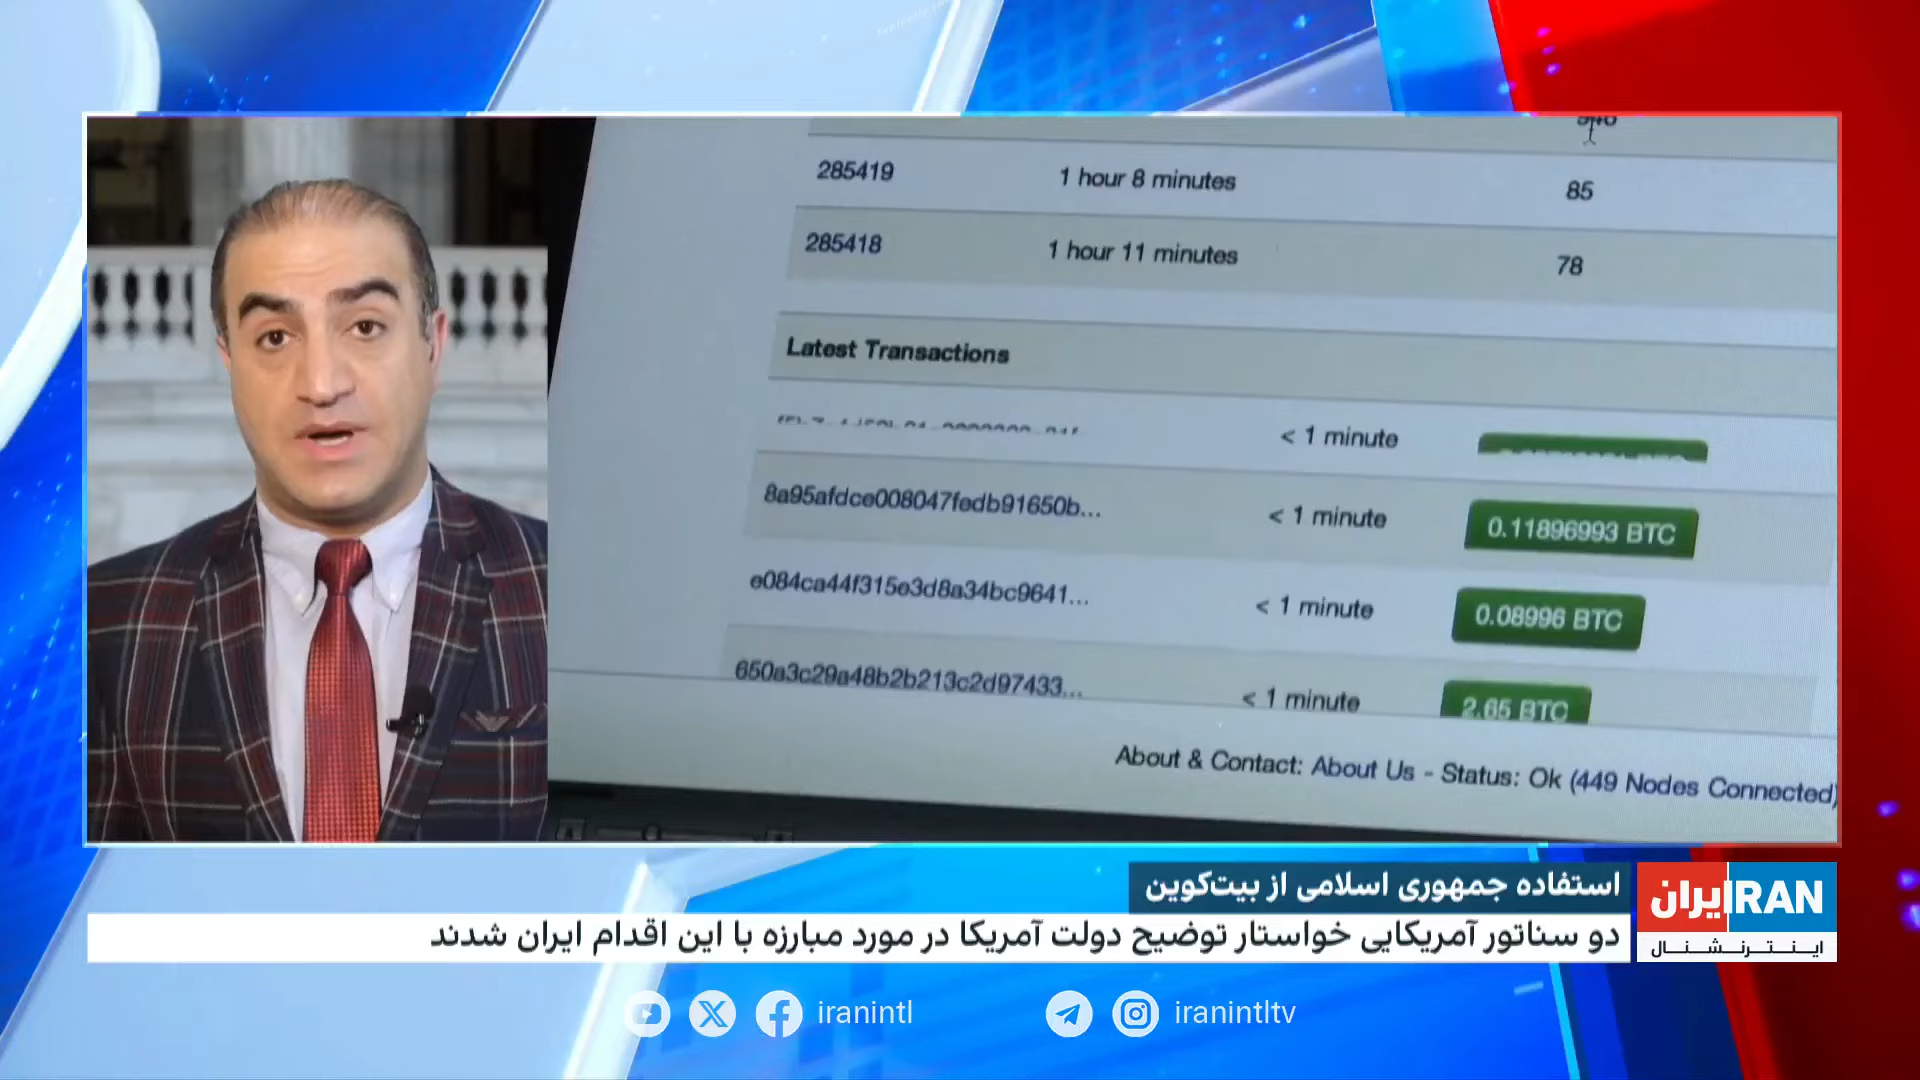 285419 1 hour 8 minutes 85
285418 1 hour 11 minutes 78
Latest Transactions
< 1 minute
8a95afdce008047fedb91650b... < 1 minute 0.11896993 BTC
e084ca44f315e3d8a34bc9641... < 1 minute 0.08996 BTC
650a3c29a48b2b213c2d97433... < 1 minute 2.65 BTC
About & Contact: About Us - Status: Ok (449 Nodes Connected)
استفاده جمهوری اسلامی از بیت‌کوین
دو سناتور آمریکایی خواستار توضیح دولت آمریکا در مورد مبارزه با این اقدام ایران شدند
ایران IRAN
اینترنشنال
iranintl
iranintltv